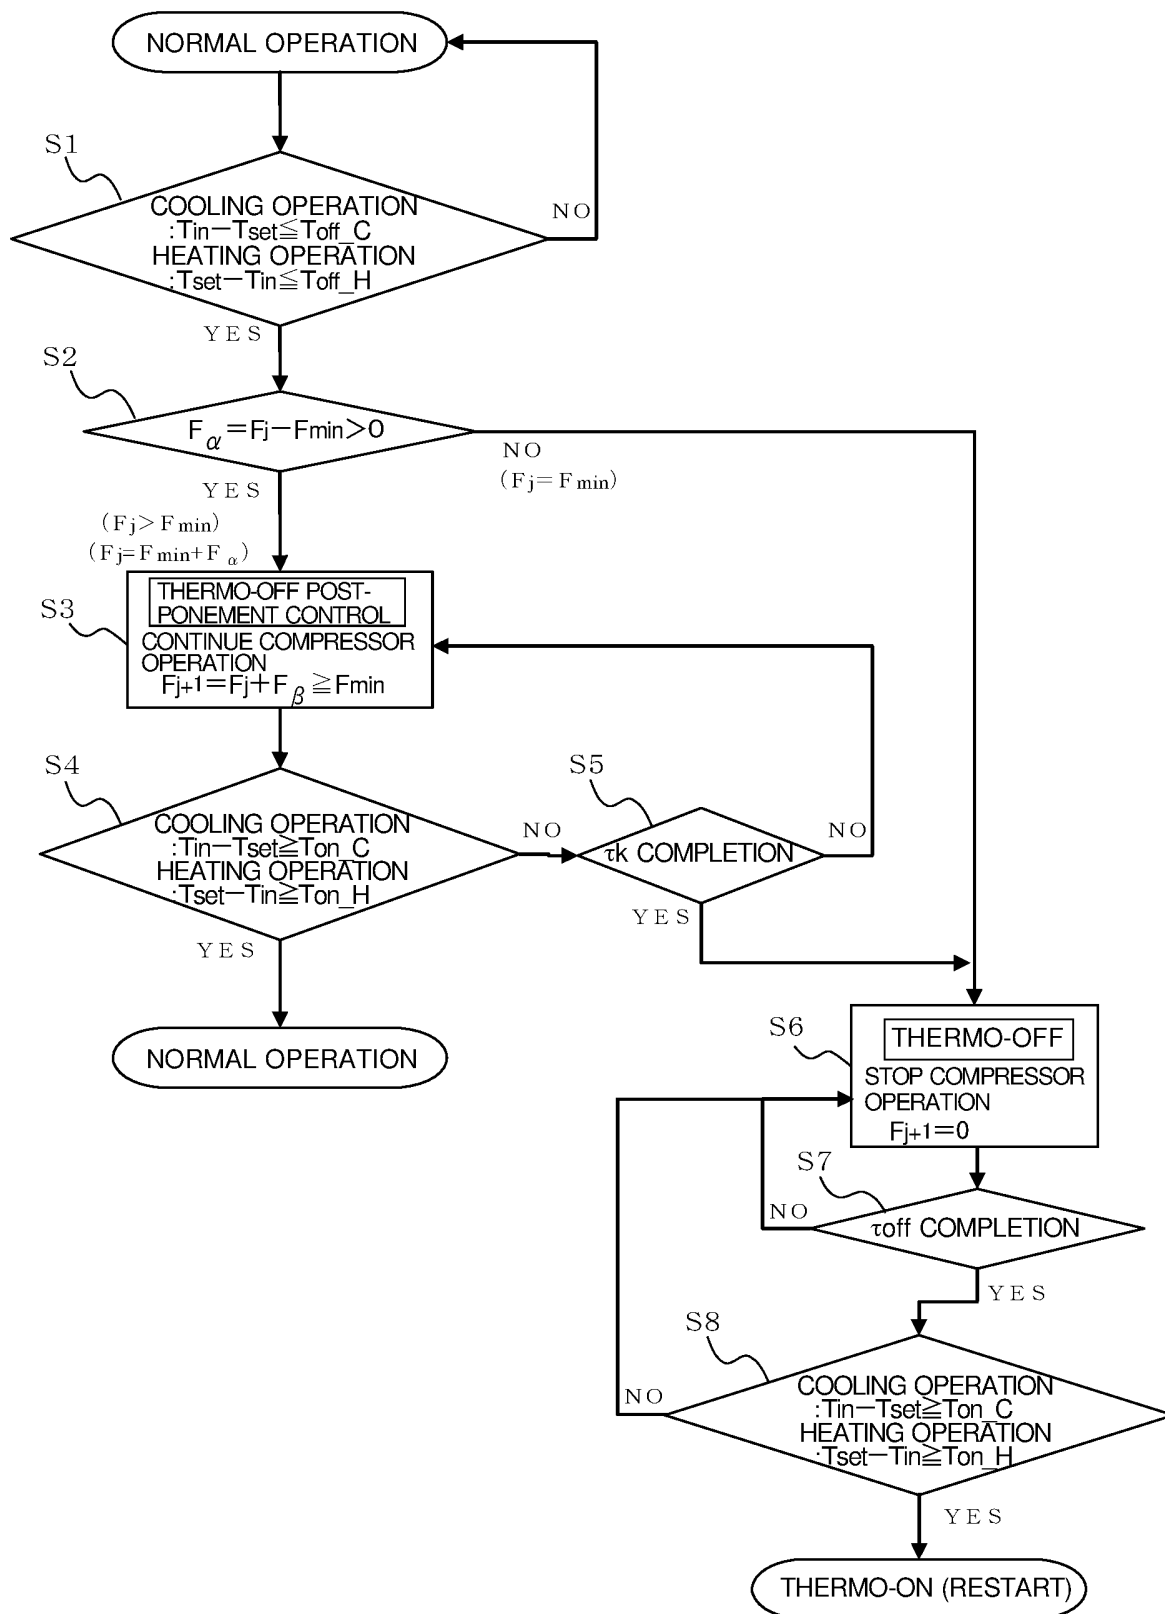 NORMAL OPERATION
S1
COOLING OPERATION
:Tin−Tset≦Toff_C
HEATING OPERATION
:Tset−Tin≦Toff_H
NO
YES
S2
Fα=Fj−Fmin>0
NO
(Fj=Fmin)
YES
(Fj>Fmin)
(Fj=Fmin+Fα)
S3
THERMO-OFF POST-
PONEMENT CONTROL
CONTINUE COMPRESSOR
OPERATION
Fj+1=Fj+Fβ≧Fmin
S4
COOLING OPERATION
:Tin−Tset≧Ton_C
HEATING OPERATION
:Tset−Tin≧Ton_H
NO
YES
S5
τk COMPLETION
NO
YES
NORMAL OPERATION
S6
THERMO-OFF
STOP COMPRESSOR
OPERATION
Fj+1=0
S7
τoff COMPLETION
NO
YES
S8
COOLING OPERATION
:Tin−Tset≧Ton_C
HEATING OPERATION
:Tset−Tin≧Ton_H
NO
YES
THERMO-ON (RESTART)